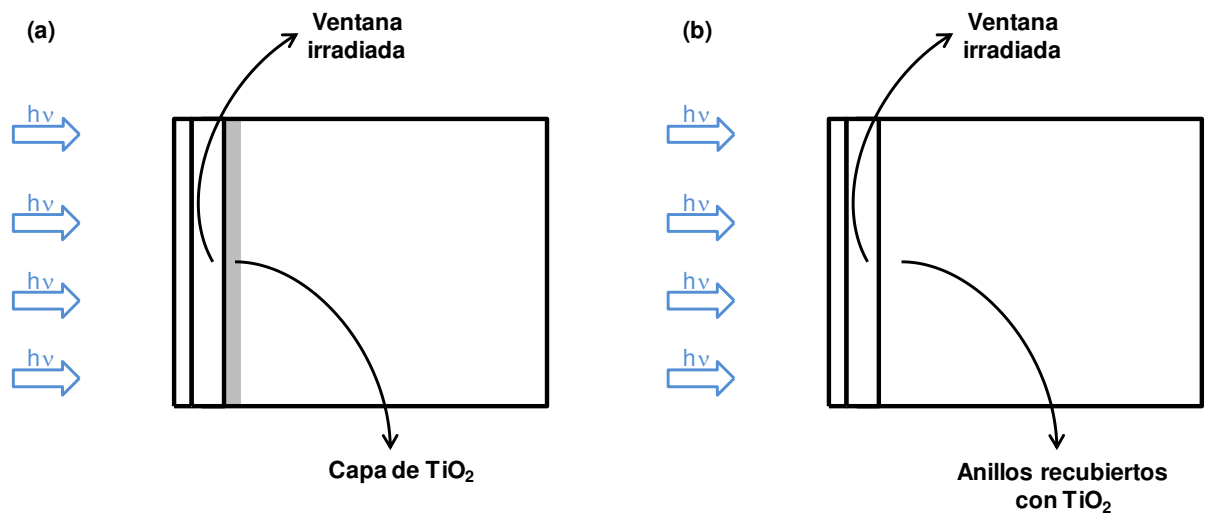 (a)
Ventana
irradiada
hν
hν
hν
hν
Capa de TiO₂
(b)
Ventana
irradiada
hν
hν
hν
hν
Anillos recubiertos
con TiO₂